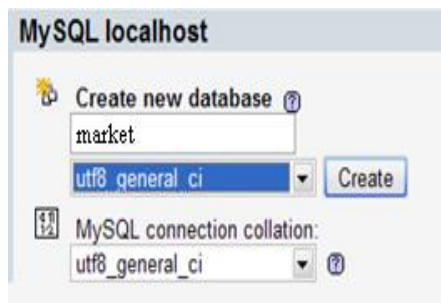 MySQL localhost
Create new database
market
utf8_general_ci Create
MySQL connection collation:
utf8_general_ci